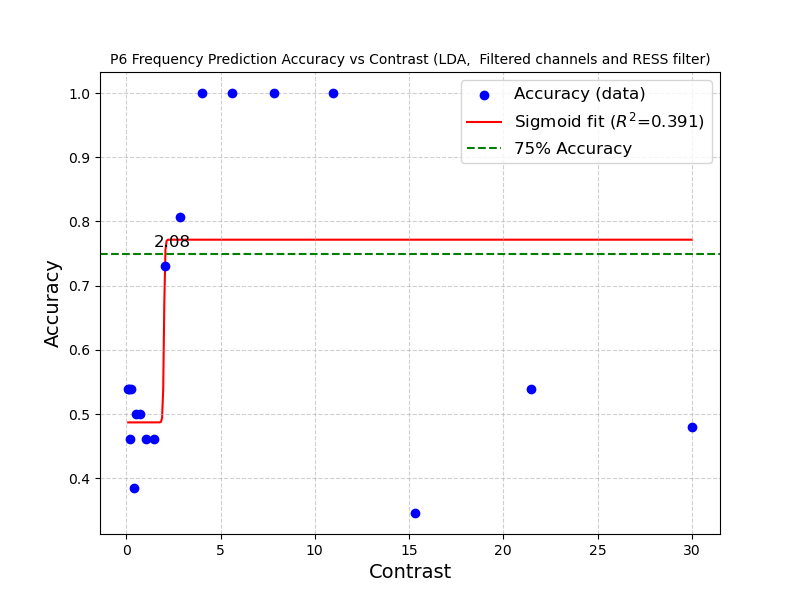 P6 Frequency Prediction Accuracy vs Contrast (LDA,  Filtered channels and RESS filter)
Accuracy (data)
Sigmoid fit (R²=0.391)
75% Accuracy
1.0
0.9
0.8
0.7
0.6
0.5
0.4
Accuracy
2.08
0 5 10 15 20 25 30
Contrast